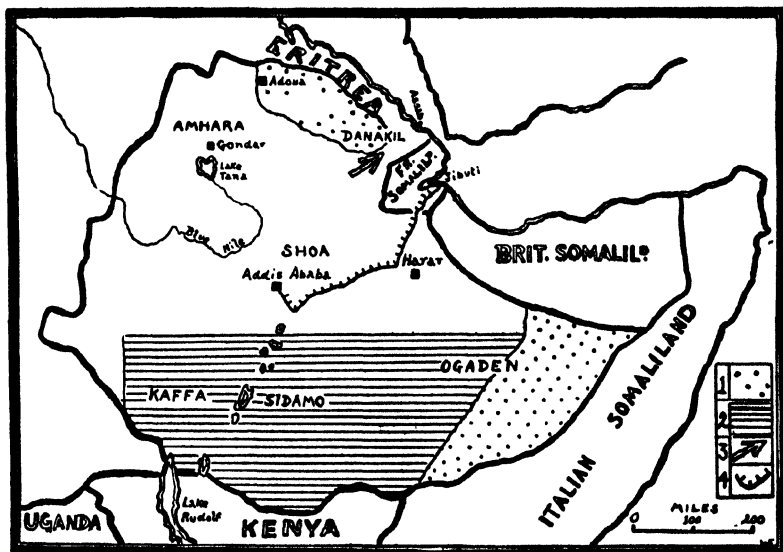 ERITREA
Adoua
AMHARA
Gondar
Lake
Tana
DANAKIL
Assab
FR.
SOMALILᴰ.
Jibuti
Blue Nile
SHOA
Addis Ababa
Harar
BRIT. SOMALILᴰ.
OGADEN
KAFFA
SIDAMO
ITALIAN SOMALILAND
Lake
Rudolf
UGANDA
KENYA
1
2
3
4
MILES
0 100 200